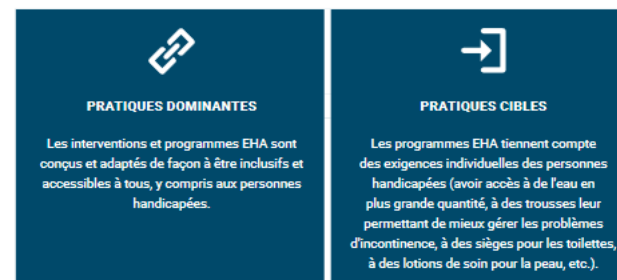 PRATIQUES DOMINANTES
Les interventions et programmes EHA sont
conçus et adaptés de façon à être inclusifs et
accessibles à tous, y compris aux personnes
handicapées.
PRATIQUES CIBLES
Les programmes EHA tiennent compte
des exigences individuelles des personnes
handicapées (avoir accès à de l'eau en
plus grande quantité, à des trousses leur
permettant de mieux gérer les problèmes
d'incontinence, à des sièges pour les toilettes,
à des lotions de soin pour la peau, etc.).